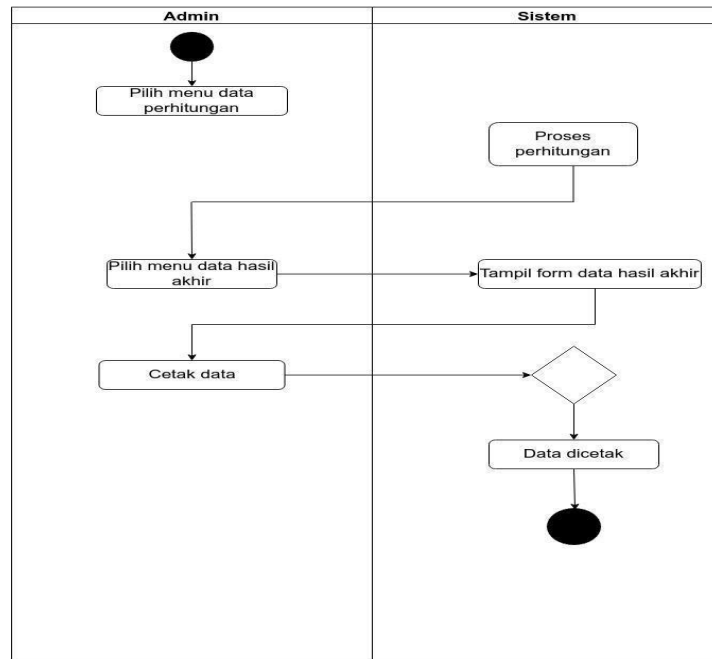 Admin
Sistem
Pilih menu data
perhitungan
Proses
perhitungan
Pilih menu data hasil
akhir
Tampil form data hasil akhir
Cetak data
Data dicetak